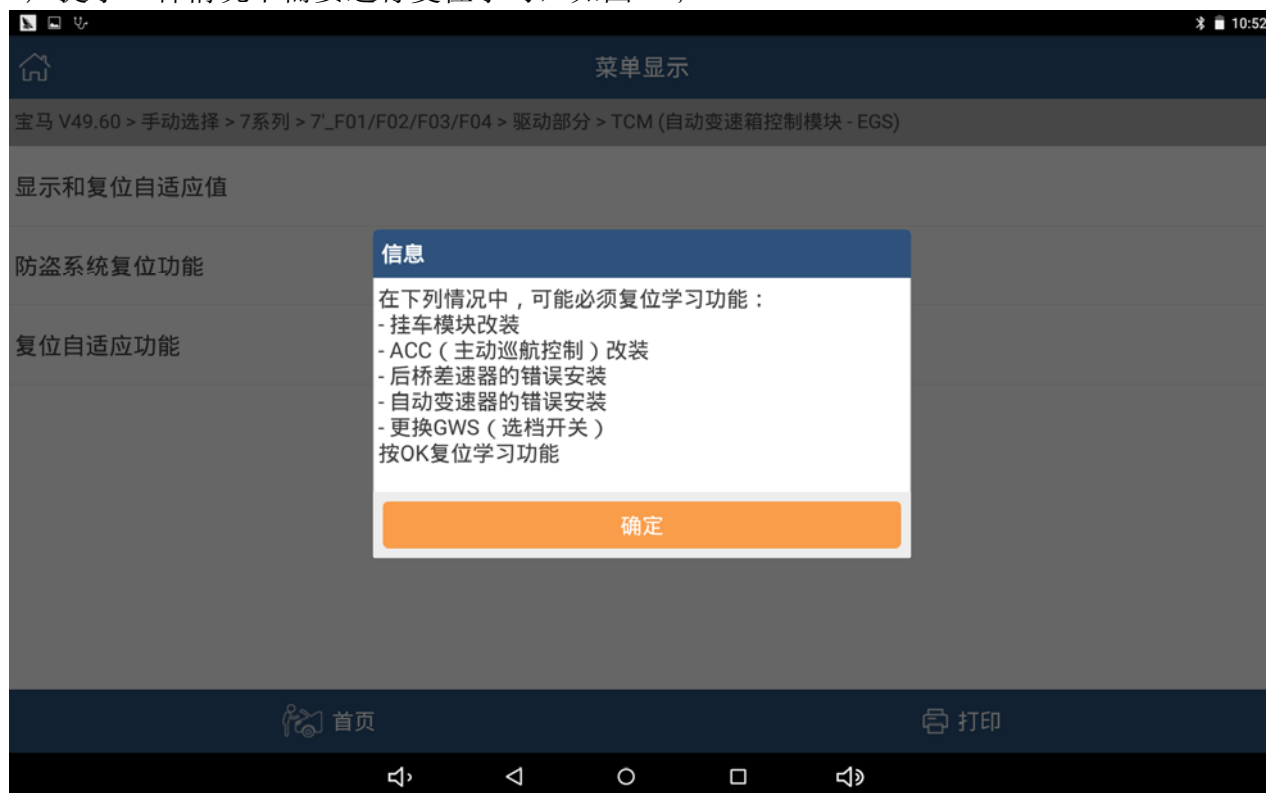 10:52
菜单显示
宝马 V49.60 > 手动选择 > 7系列 > 7'_F01/F02/F03/F04 > 驱动部分 > TCM (自动变速箱控制模块 - EGS)
显示和复位自适应值
防盗系统复位功能
复位自适应功能
信息
在下列情况中，可能必须复位学习功能：
- 挂车模块改装
- ACC（主动巡航控制）改装
- 后桥差速器的错误安装
- 自动变速器的错误安装
- 更换GWS（选档开关）
按OK复位学习功能
确定
首页
打印